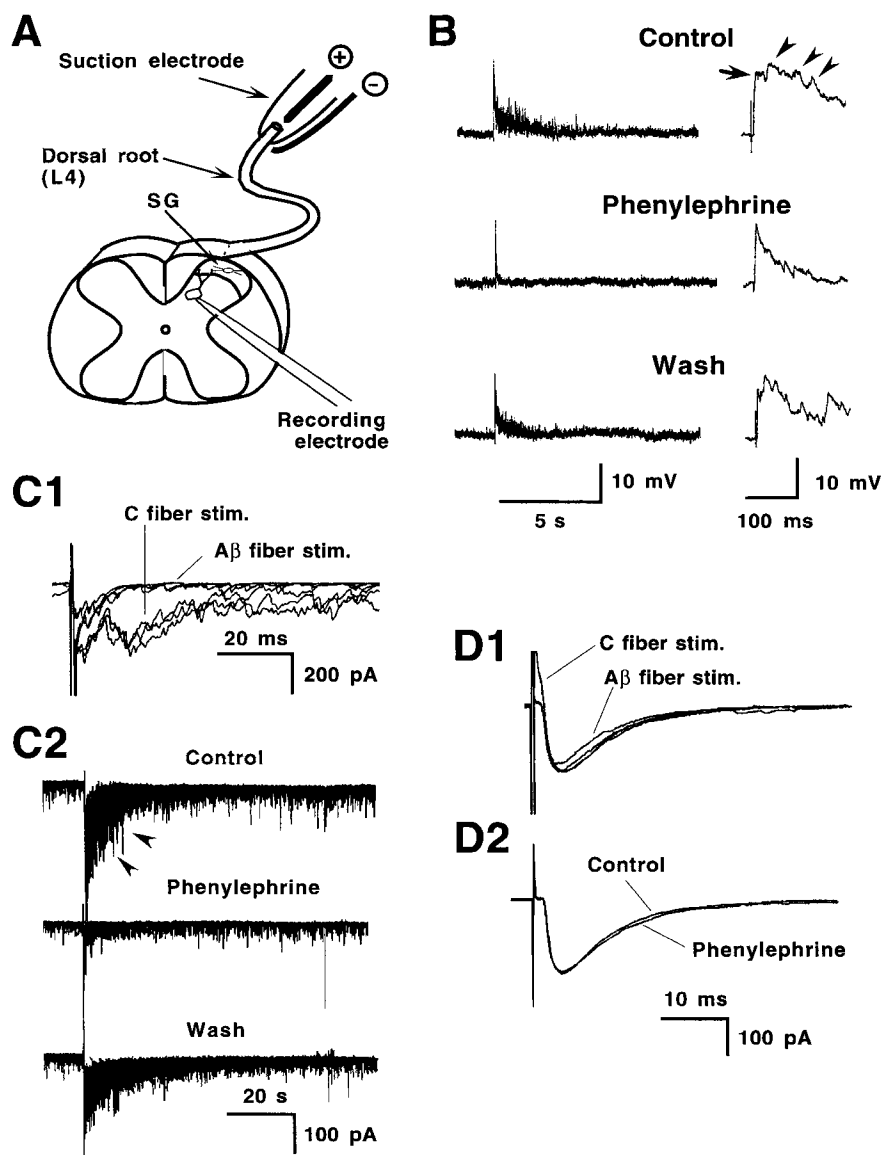 A
Suction electrode
+
−
Dorsal root
(L4)
SG
Recording
electrode
B
Control
Phenylephrine
Wash
10 mV
5 s
10 mV
100 ms
C1
C fiber stim.
Aβ fiber stim.
20 ms
200 pA
C2
Control
Phenylephrine
Wash
20 s
100 pA
D1
C fiber stim.
Aβ fiber stim.
D2
Control
Phenylephrine
10 ms
100 pA